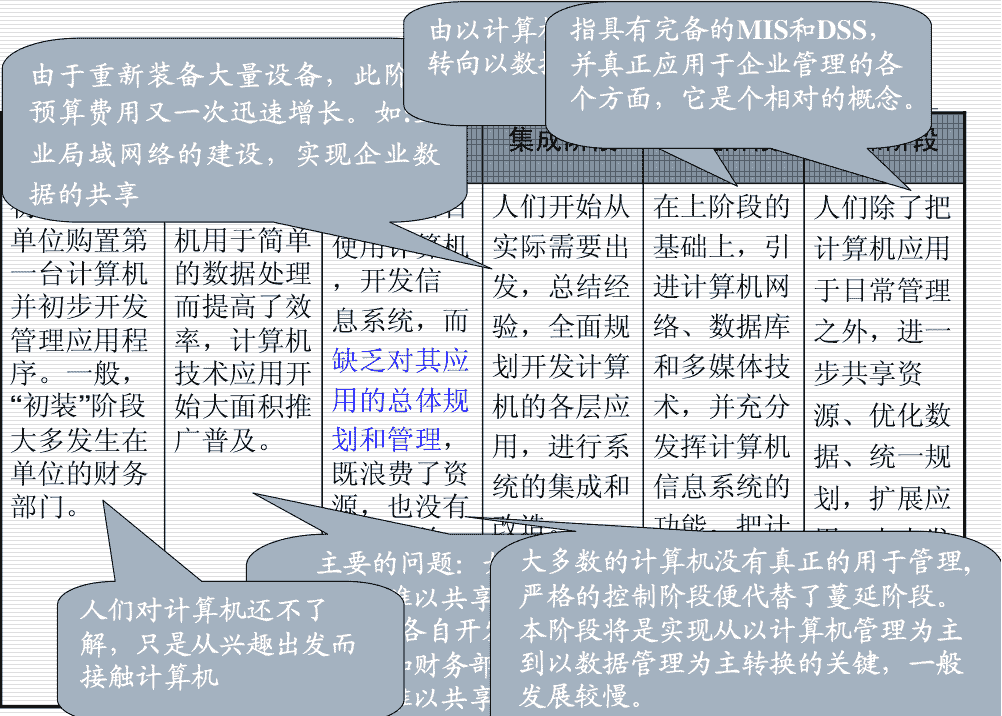 由于重新装备大量设备，此阶
预算费用又一次迅速增长。如:
业局域网络的建设，实现企业数
据的共享
由以计算机
转向以数据
指具有完备的MIS和DSS，
并真正应用于企业管理的各
个方面，它是个相对的概念。
集成阶段
阶段
单位购置第
一台计算机
并初步开发
管理应用程
序。一般，
“初装”阶段
大多发生在
单位的财务
部门。
机用于简单
的数据处理
而提高了效
率，计算机
技术应用开
始大面积推
广普及。
使用计算机
，开发信
息系统，而
缺乏对其应
用的总体规
划和管理，
既浪费了资
源，也没有
人们开始从
实际需要出
发，总结经
验，全面规
划开发计算
机的各层应
用，进行系
统的集成和
改造。
在上阶段的
基础上，引
进计算机网
络、数据库
和多媒体技
术，并充分
发挥计算机
信息系统的
功能，把计
人们除了把
计算机应用
于日常管理
之外，进一
步共享资
源、优化数
据、统一规
划，扩展应
人们对计算机还不了
解，只是从兴趣出发而
接触计算机
主要的问题：
难以共享
各自开发
和财务部
难以共享
大多数的计算机没有真正的用于管理，
严格的控制阶段便代替了蔓延阶段。
本阶段将是实现从以计算机管理为主
到以数据管理为主转换的关键，一般
发展较慢。